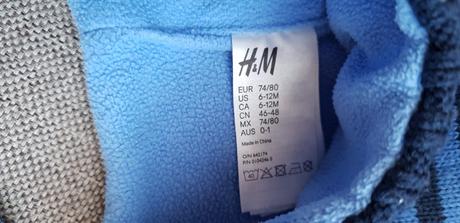 H&M
EUR 74/80
US 6-12M
CA 6-12M
CN 46-48
MX 74/80
AUS 0-1
Made in China
O/N
P/N
40